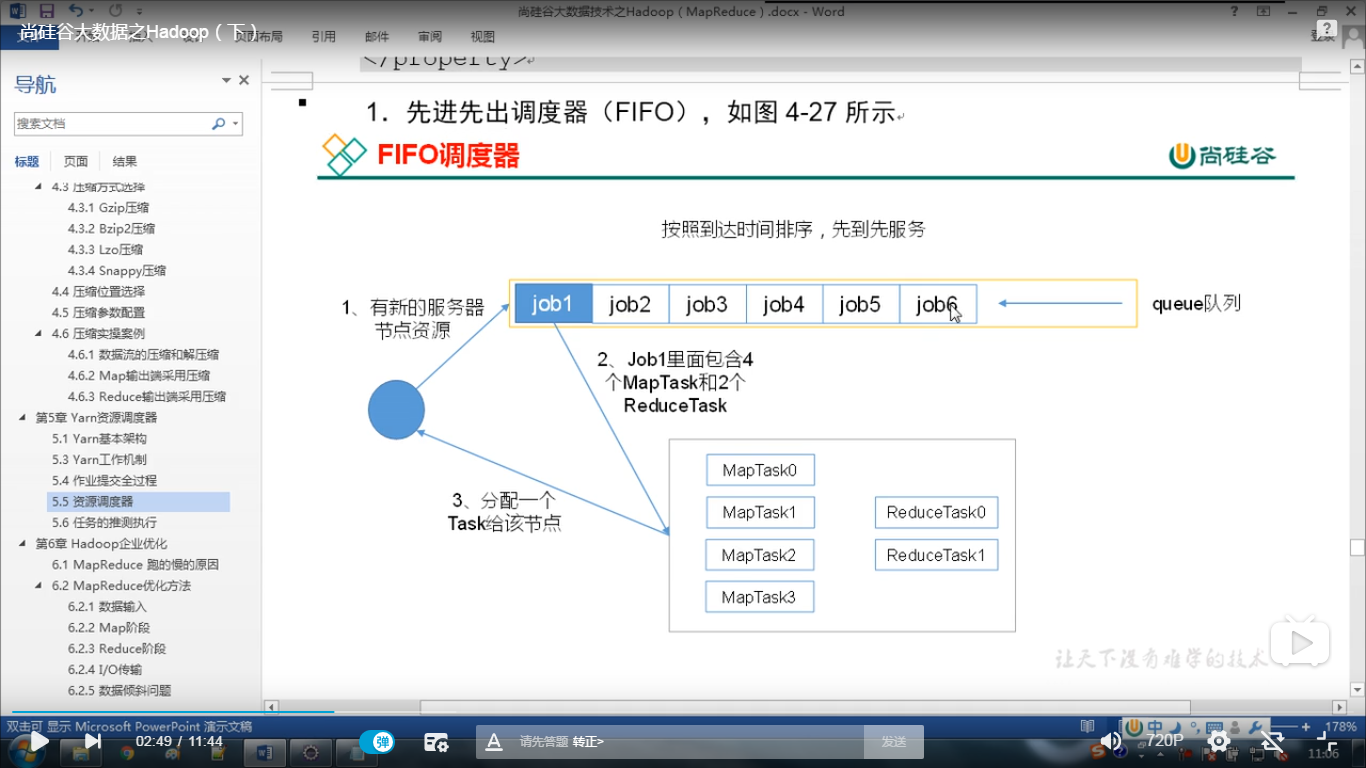 尚硅谷大数据技术之Hadoop（MapReduce）.docx - Word
尚硅谷大数据之Hadoop（下）
页面布局 引用 邮件 审阅 视图
登录
导航
搜索文档
标题 页面 结果
4.3 压缩方式选择
4.3.1 Gzip压缩
4.3.2 Bzip2压缩
4.3.3 Lzo压缩
4.3.4 Snappy压缩
4.4 压缩位置选择
4.5 压缩参数配置
4.6 压缩实操案例
4.6.1 数据流的压缩和解压缩
4.6.2 Map输出端采用压缩
4.6.3 Reduce输出端采用压缩
第5章 Yarn资源调度器
5.1 Yarn基本架构
5.3 Yarn工作机制
5.4 作业提交全过程
5.5 资源调度器
5.6 任务的推测执行
第6章 Hadoop企业优化
6.1 MapReduce 跑的慢的原因
6.2 MapReduce优化方法
6.2.1 数据输入
6.2.2 Map阶段
6.2.3 Reduce阶段
6.2.4 I/O传输
6.2.5 数据倾斜问题
</property>
1．先进先出调度器（FIFO），如图 4-27 所示
FIFO调度器
尚硅谷
按照到达时间排序，先到先服务
1、有新的服务器
节点资源
job1 job2 job3 job4 job5 job6
queue队列
2、Job1里面包含4
个MapTask和2个
ReduceTask
3、分配一个
Task给该节点
MapTask0
MapTask1
MapTask2
MapTask3
ReduceTask0
ReduceTask1
让天下没有难学的技术
双击可 显示 Microsoft PowerPoint 演示文稿
178%
02:49 / 11:44
弹
请先答题 转正>
发送
720P
11:06